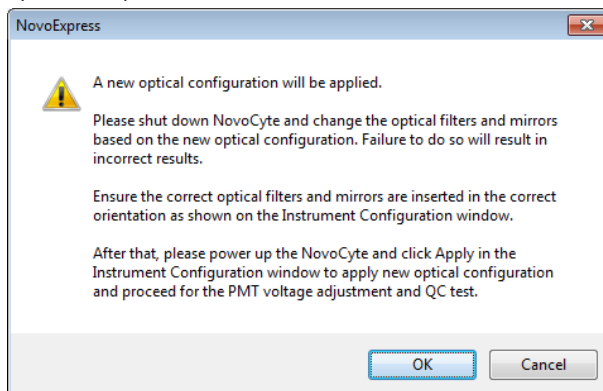 NovoExpress
A new optical configuration will be applied.
Please shut down NovoCyte and change the optical filters and mirrors
based on the new optical configuration. Failure to do so will result in
incorrect results.
Ensure the correct optical filters and mirrors are inserted in the correct
orientation as shown on the Instrument Configuration window.
After that, please power up the NovoCyte and click Apply in the
Instrument Configuration window to apply new optical configuration
and proceed for the PMT voltage adjustment and QC test.
OK
Cancel